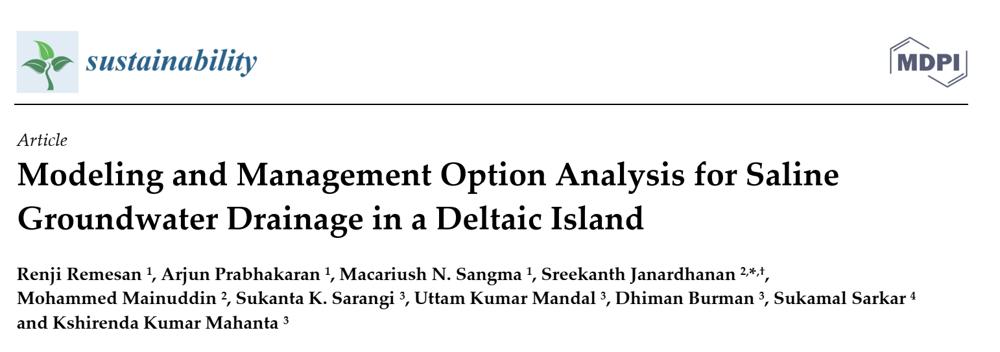 sustainability
MDPI
Article
Modeling and Management Option Analysis for Saline
Groundwater Drainage in a Deltaic Island
Renji Remesan ¹, Arjun Prabhakaran ¹, Macariush N. Sangma ¹, Sreekanth Janardhanan ²,*,†,
Mohammed Mainuddin ², Sukanta K. Sarangi ³, Uttam Kumar Mandal ³, Dhiman Burman ³, Sukamal Sarkar ⁴
and Kshirenda Kumar Mahanta ³